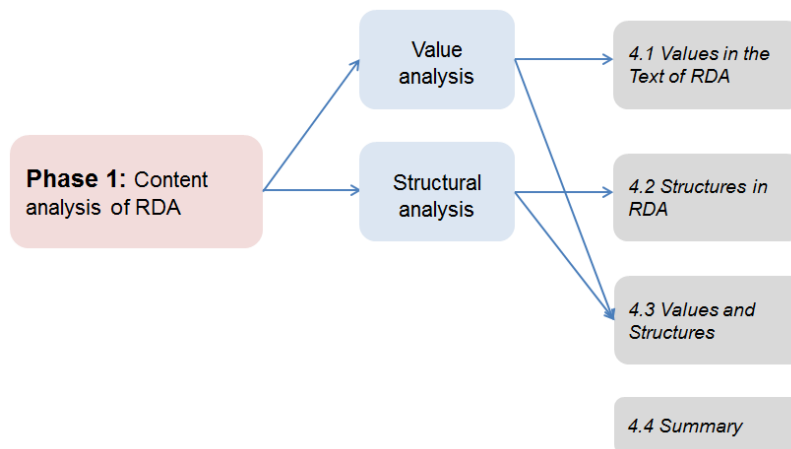 Phase 1: Content
analysis of RDA
Value
analysis
Structural
analysis
4.1 Values in the
Text of RDA
4.2 Structures in
RDA
4.3 Values and
Structures
4.4 Summary